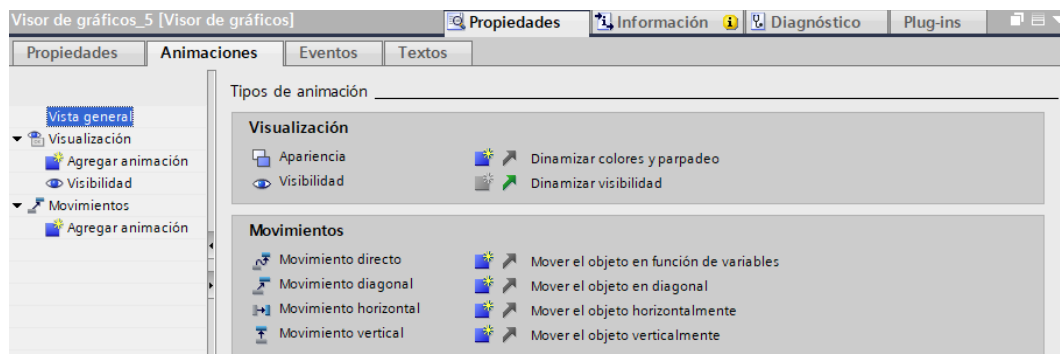 Visor de gráficos_5 [Visor de gráficos]
Propiedades
Información
Diagnóstico
Plug-ins
Propiedades
Animaciones
Eventos
Textos
Vista general
Visualización
Agregar animación
Visibilidad
Movimientos
Agregar animación
Tipos de animación
Visualización
Apariencia Dinamizar colores y parpadeo
Visibilidad Dinamizar visibilidad
Movimientos
Movimiento directo Mover el objeto en función de variables
Movimiento diagonal Mover el objeto en diagonal
Movimiento horizontal Mover el objeto horizontalmente
Movimiento vertical Mover el objeto verticalmente